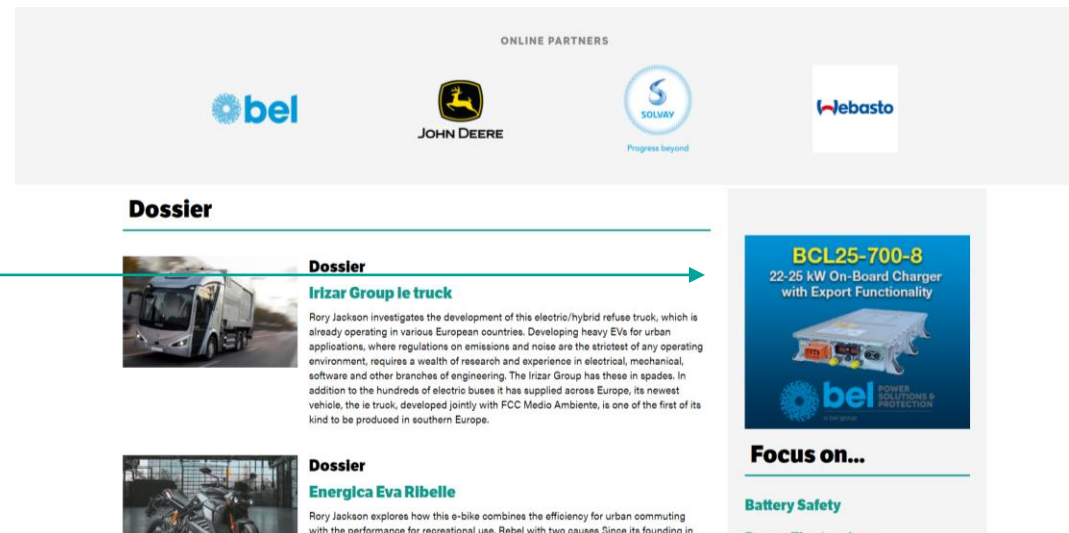 ONLINE PARTNERS
bel
JOHN DEERE
SOLVAY
Progress beyond
Webasto
Dossier
Dossier
Irizar Group ie truck
Rory Jackson investigates the development of this electric/hybrid refuse truck, which is
already operating in various European countries. Developing heavy EVs for urban
applications, where regulations on emissions and noise are the strictest of any operating
environment, requires a wealth of research and experience in electrical, mechanical,
software and other branches of engineering. The Irizar Group has these in spades. In
addition to the hundreds of electric buses it has supplied across Europe, its newest
vehicle, the ie truck, developed jointly with FCC Medio Ambiente, is one of the first of its
kind to be produced in southern Europe.
Dossier
Energica Eva Ribelle
Rory Jackson explores how this e-bike combines the efficiency for urban commuting
with the performance for recreational use. Rebel with two causes Since its founding in
BCL25-700-8
22-25 kW On-Board Charger
with Export Functionality
bel
POWER
SOLUTIONS &
PROTECTION
a bel group
Focus on...
Battery Safety